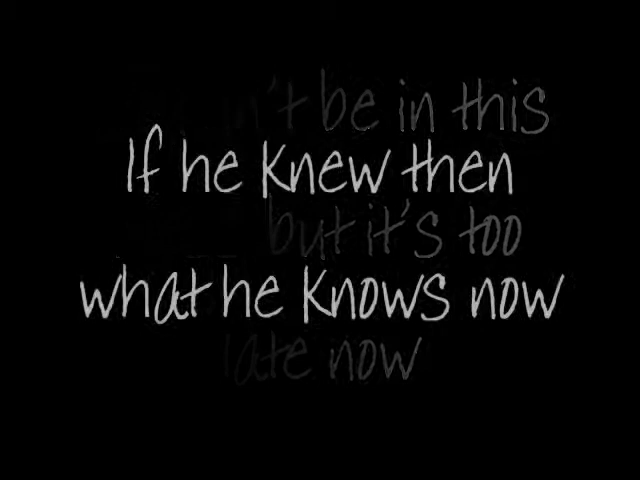 't be in this
If he knew then
but it's too
what he knows now
late now